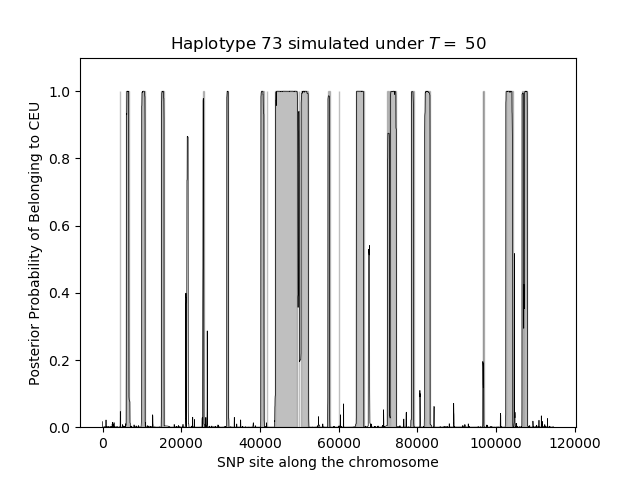 Haplotype 73 simulated under T = 50
Posterior Probability of Belonging to CEU
1.0
0.8
0.6
0.4
0.2
0.0
0 20000 40000 60000 80000 100000 120000
SNP site along the chromosome